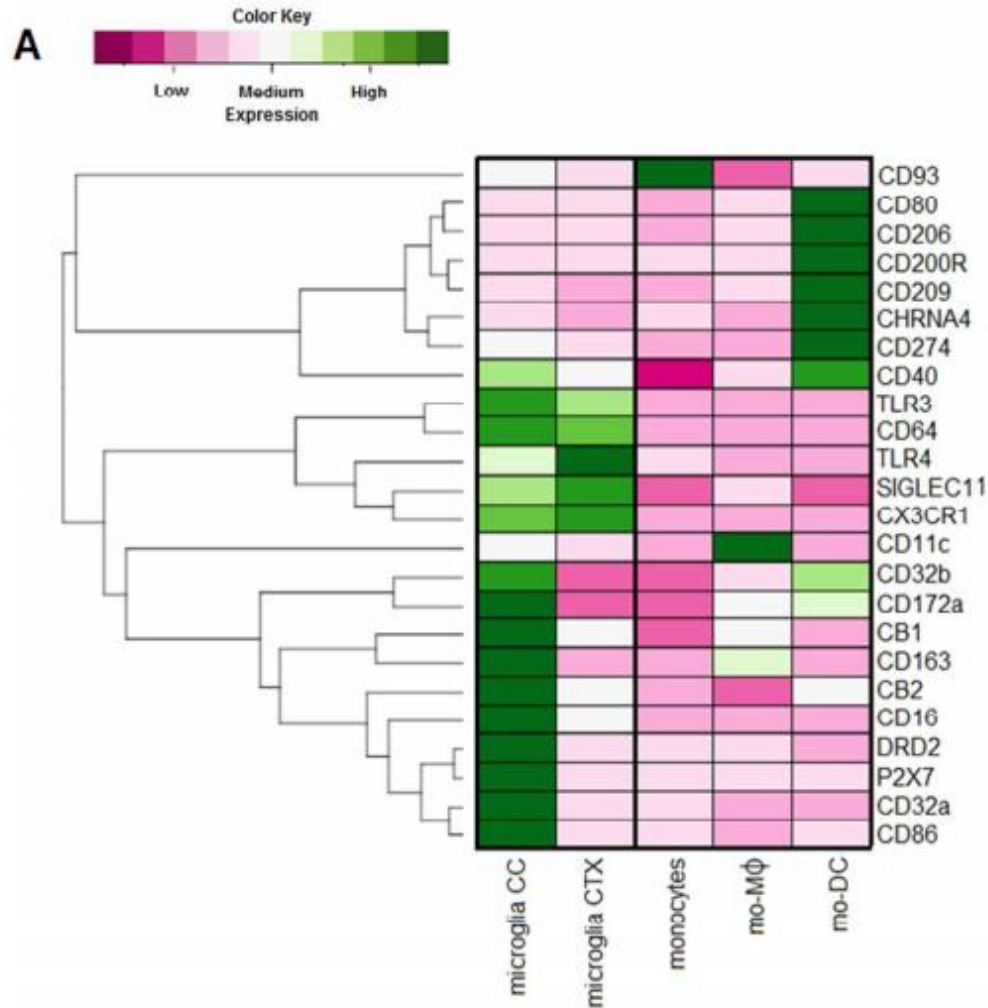 A
Color Key
Low Medium High
Expression
CD93
CD80
CD206
CD200R
CD209
CHRNA4
CD274
CD40
TLR3
CD64
TLR4
SIGLEC11
CX3CR1
CD11c
CD32b
CD172a
CB1
CD163
CB2
CD16
DRD2
P2X7
CD32a
CD86
microglia CC
microglia CTX
monocytes
mo-MΦ
mo-DC